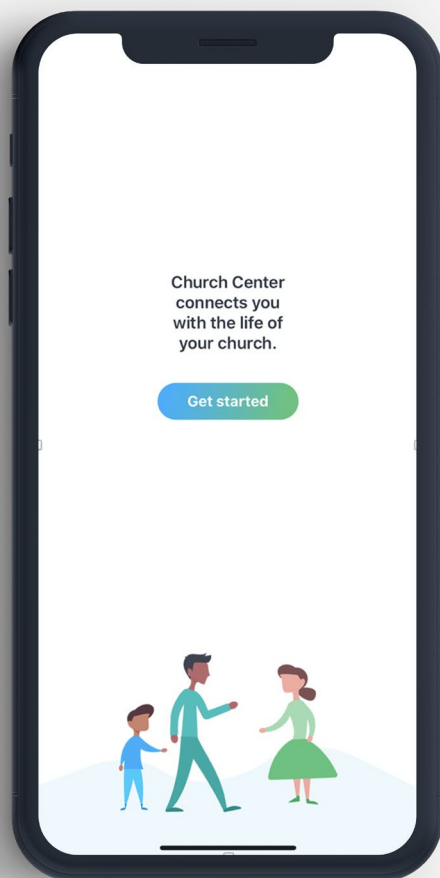 Church Center
connects you
with the life of
your church.
Get started